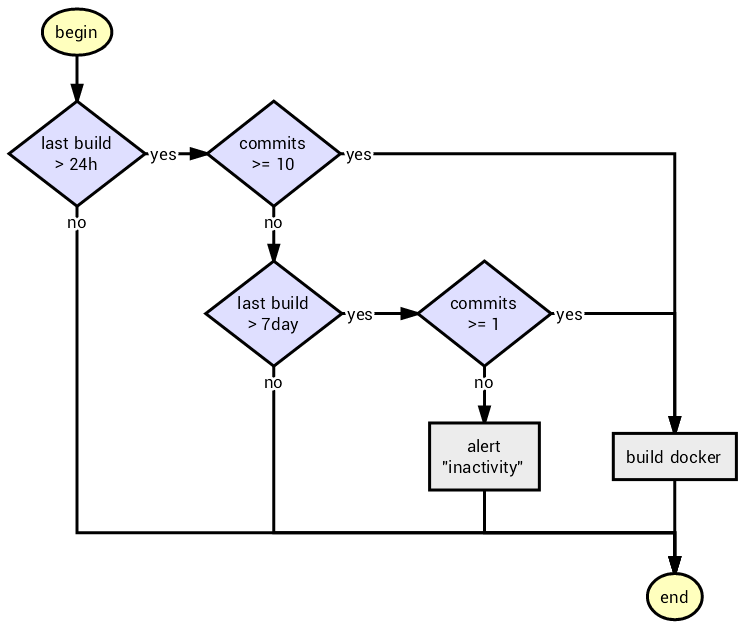 begin
last build
> 24h
yes
commits
>= 10
yes
no
no
last build
> 7day
yes
commits
>= 1
yes
no
no
alert
"inactivity"
build docker
end